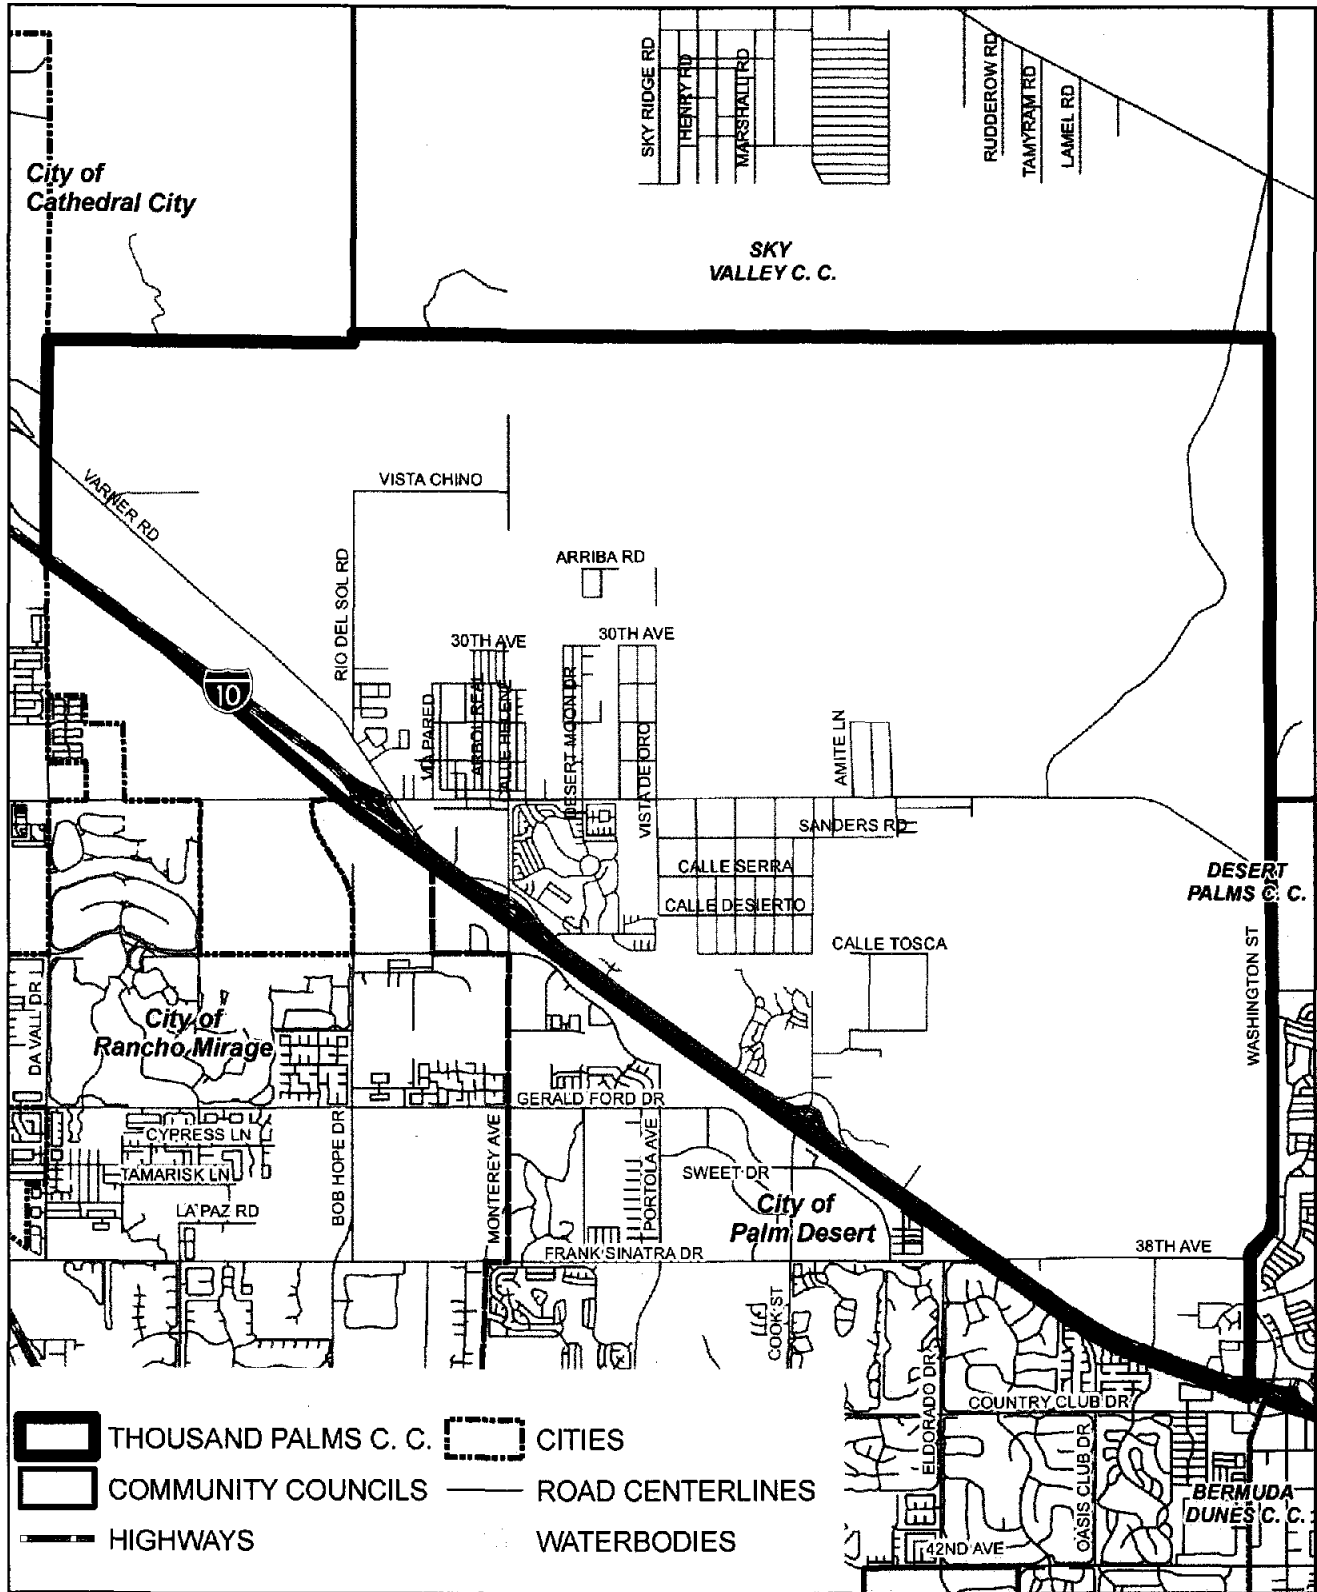 SKY RIDGE RD
HENRY RD
MARSHALL RD
RUDDEROW RD
TAMYRAM RD
LAMEL RD
City of
Cathedral City
SKY
VALLEY C. C.
VARNER RD
VISTA CHINO
RIO DEL SOL RD
ARRIBA RD
30TH AVE
30TH AVE
10
VIA PARED
ARBOL REAL
CALLE HELENE
DESERT MOON DR
VISTA DE ORO
AMITE LN
SANDERS RD
CALLE SERRA
CALLE DESIERTO
DESERT
PALMS C. C.
CALLE TOSCA
WASHINGTON ST
DA VALL DR
City of
Rancho Mirage
GERALD FORD DR
CYPRESS LN
TAMARISK LN
LA PAZ RD
BOB HOPE DR
MONTEREY AVE
PORTOLA AVE
SWEET DR
City of
Palm Desert
FRANK SINATRA DR
38TH AVE
COOK ST
ELDORADO DR
COUNTRY CLUB DR
OASIS CLUB DR
BERMUDA
DUNES C. C.
42ND AVE
THOUSAND PALMS C. C.
CITIES
COMMUNITY COUNCILS
ROAD CENTERLINES
HIGHWAYS
WATERBODIES